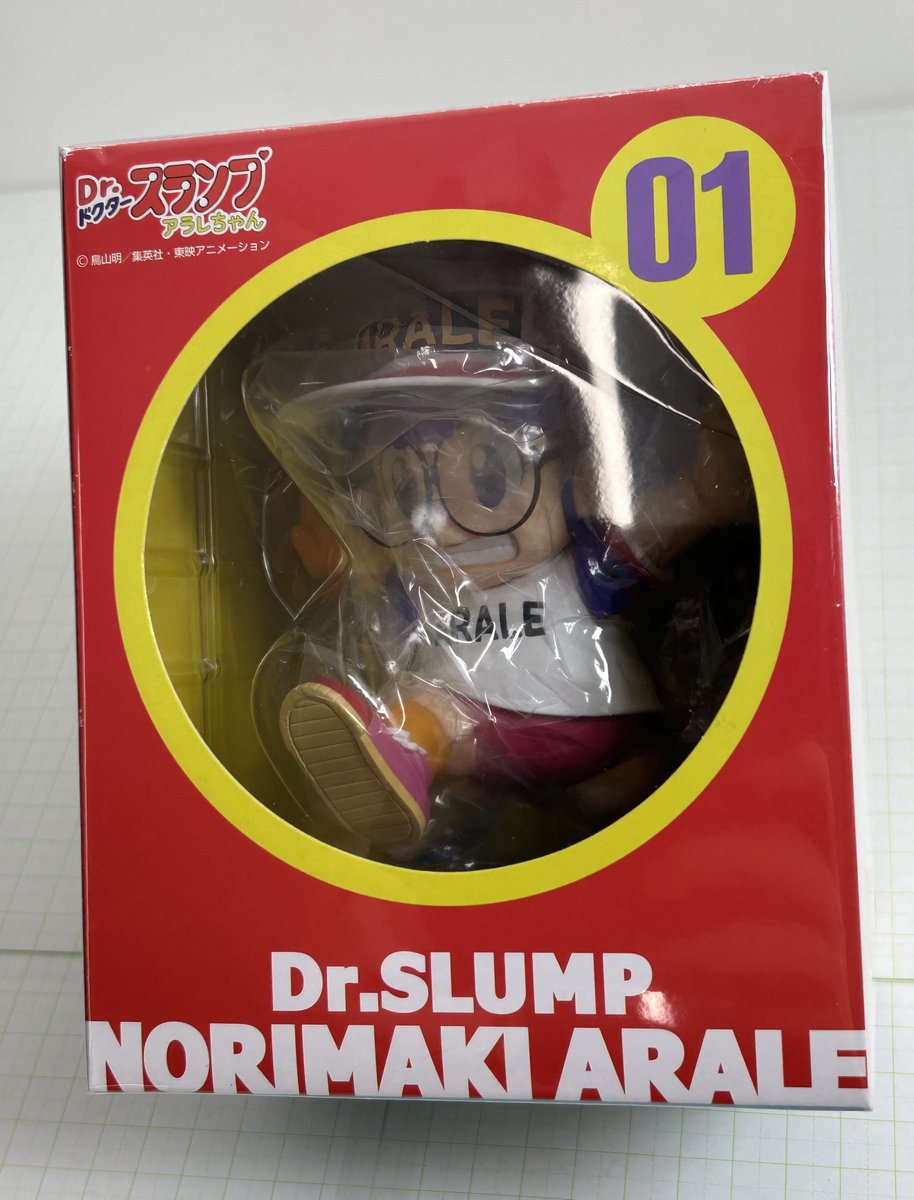 Dr.スランプ
ドクター
アラレちゃん
© 鳥山明／集英社・東映アニメーション
01
ARALE
ARALE
Dr.SLUMP
NORIMAKI ARALE